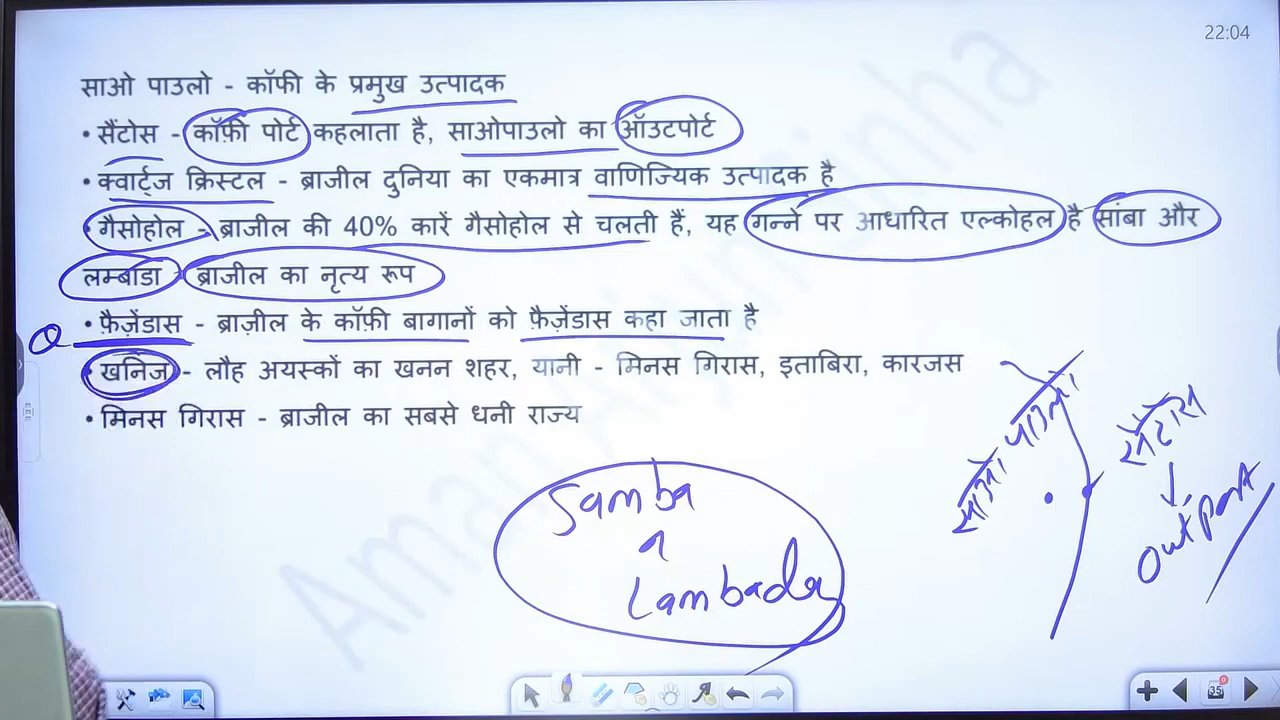 22:04
साओ पाउलो - कॉफी के प्रमुख उत्पादक
• सैंटोस - कॉफ़ी पोर्ट कहलाता है, साओपाउलो का ऑउटपोर्ट
• क्वार्ट्ज क्रिस्टल - ब्राजील दुनिया का एकमात्र वाणिज्यिक उत्पादक है
गैसोहोल - ब्राजील की 40% कारें गैसोहोल से चलती हैं, यह गन्ने पर आधारित एल्कोहल है सांबा और
लम्बाडा - ब्राजील का नृत्य रूप
Q • फ़ैज़ेंडास - ब्राज़ील के कॉफ़ी बागानों को फ़ैज़ेंडास कहा जाता है
• खनिज - लौह अयस्कों का खनन शहर, यानी - मिनस गिरास, इताबिरा, कारजस
• मिनस गिरास - ब्राजील का सबसे धनी राज्य
साओ पाउलो
सैंटोस
outport
Samba
Lambada
35